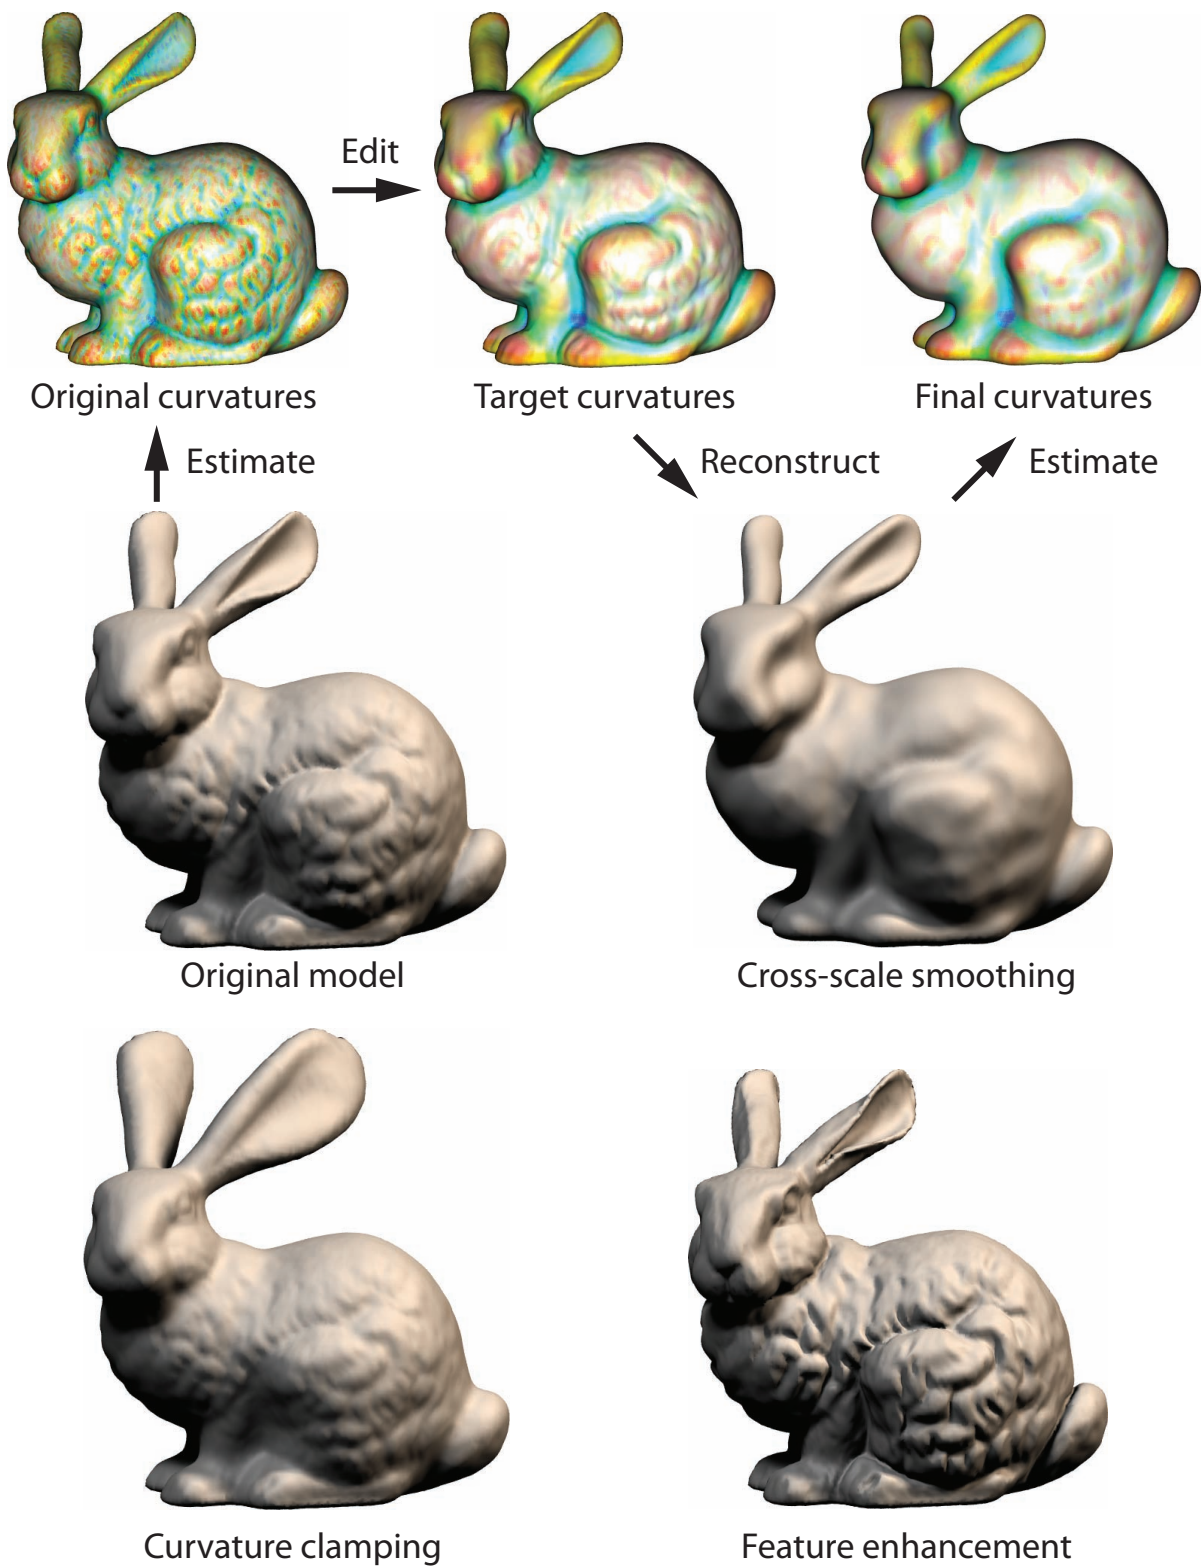 Edit
Original curvatures
Target curvatures
Final curvatures
Estimate
Reconstruct
Estimate
Original model
Cross-scale smoothing
Curvature clamping
Feature enhancement